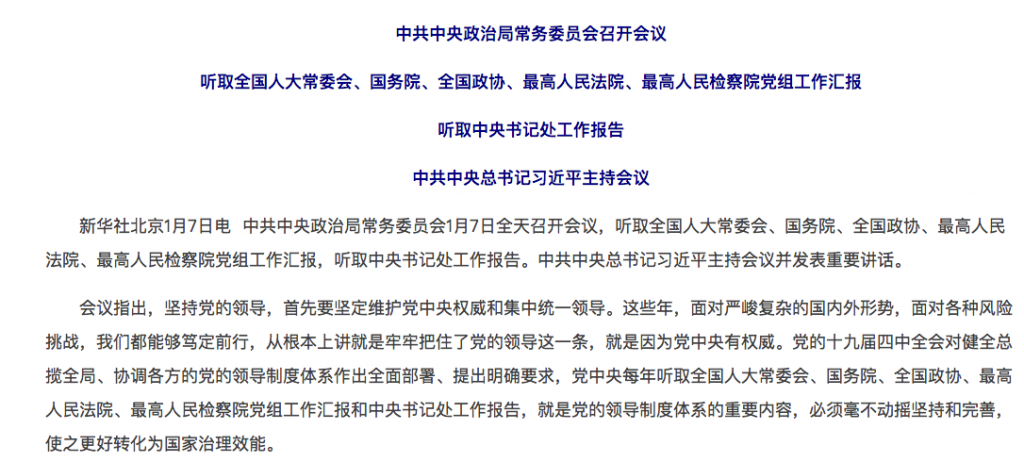 中共中央政治局常务委员会召开会议
听取全国人大常委会、国务院、全国政协、最高人民法院、最高人民检察院党组工作汇报
听取中央书记处工作报告
中共中央总书记习近平主持会议
新华社北京1月7日电 中共中央政治局常务委员会1月7日全天召开会议，听取全国人大常委会、国务院、全国政协、最高人民
法院、最高人民检察院党组工作汇报，听取中央书记处工作报告。中共中央总书记习近平主持会议并发表重要讲话。
会议指出，坚持党的领导，首先要坚定维护党中央权威和集中统一领导。这些年，面对严峻复杂的国内外形势，面对各种风险
挑战，我们都能够笃定前行，从根本上讲就是牢牢把住了党的领导这一条，就是因为党中央有权威。党的十九届四中全会对健全总
揽全局、协调各方的党的领导制度体系作出全面部署、提出明确要求，党中央每年听取全国人大常委会、国务院、全国政协、最高
人民法院、最高人民检察院党组工作汇报和中央书记处工作报告，就是党的领导制度体系的重要内容，必须毫不动摇坚持和完善，
使之更好转化为国家治理效能。